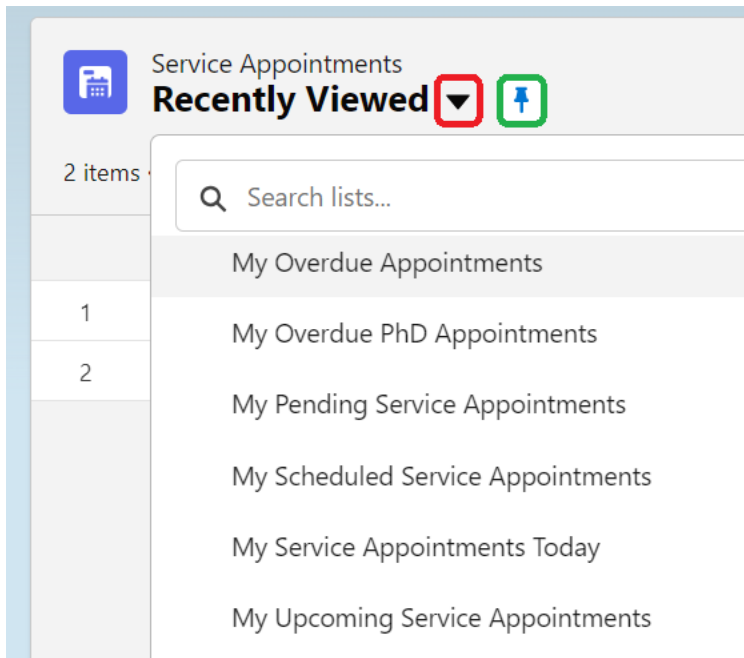 Service Appointments
Recently Viewed
2 items •
Search lists...
My Overdue Appointments
1
My Overdue PhD Appointments
2
My Pending Service Appointments
My Scheduled Service Appointments
My Service Appointments Today
My Upcoming Service Appointments